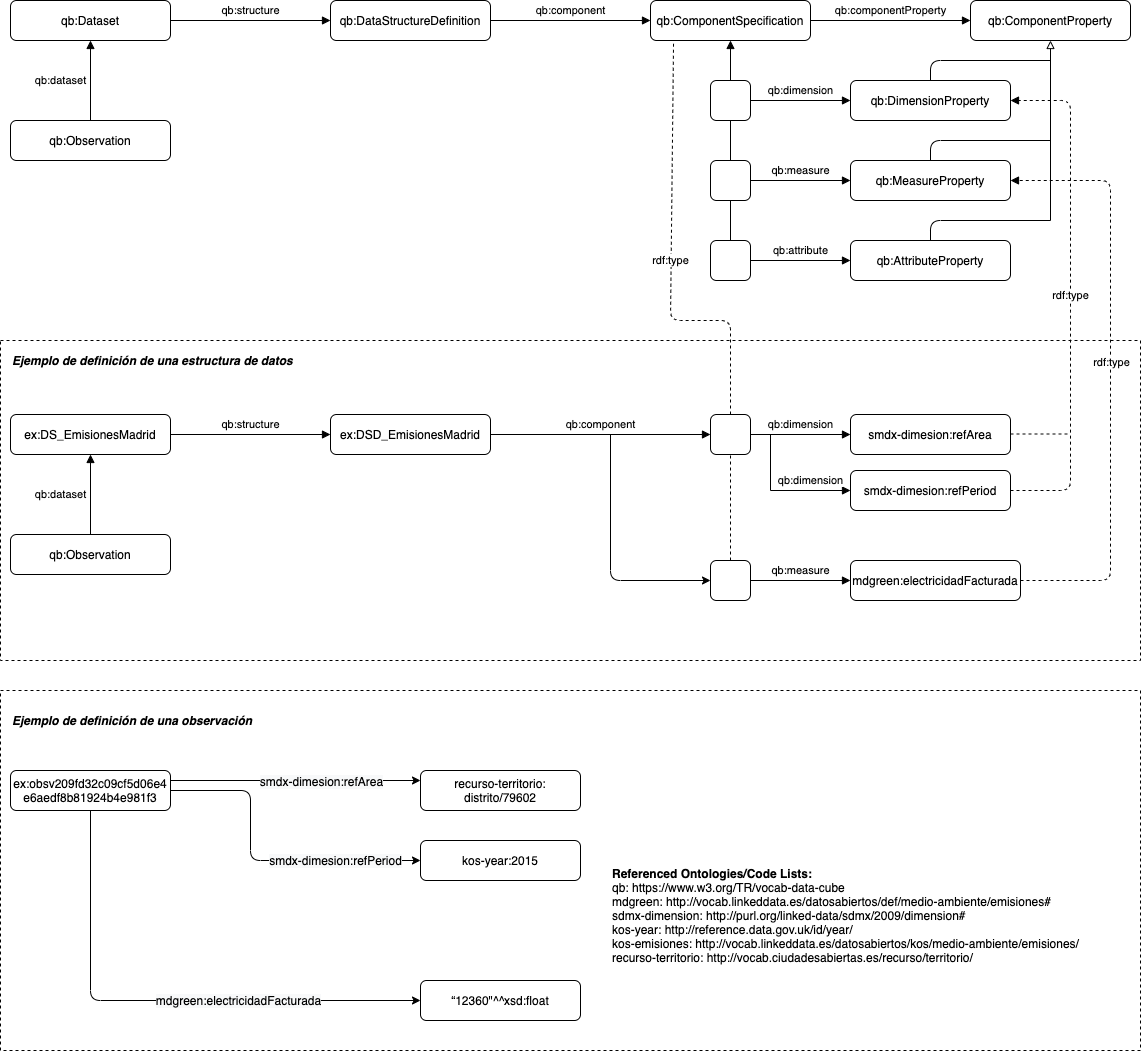 qb:Dataset
qb:structure
qb:DataStructureDefinition
qb:component
qb:ComponentSpecification
qb:componentProperty
qb:ComponentProperty
qb:dataset
qb:dimension
qb:DimensionProperty
qb:Observation
qb:measure
qb:MeasureProperty
qb:attribute
qb:AttributeProperty
rdf:type
rdf:type
rdf:type
Ejemplo de definición de una estructura de datos
ex:DS_EmisionesMadrid
qb:structure
ex:DSD_EmisionesMadrid
qb:component
qb:dimension
smdx-dimesion:refArea
qb:dataset
qb:dimension
smdx-dimesion:refPeriod
qb:Observation
qb:measure
mdgreen:electricidadFacturada
Ejemplo de definición de una observación
ex:obsv209fd32c09cf5d06e4
e6aedf8b81924b4e981f3
smdx-dimesion:refArea
recurso-territorio:
distrito/79602
smdx-dimesion:refPeriod
kos-year:2015
mdgreen:electricidadFacturada
“12360"^^xsd:float
Referenced Ontologies/Code Lists:
qb: https://www.w3.org/TR/vocab-data-cube
mdgreen: http://vocab.linkeddata.es/datosabiertos/def/medio-ambiente/emisiones#
sdmx-dimension: http://purl.org/linked-data/sdmx/2009/dimension#
kos-year: http://reference.data.gov.uk/id/year/
kos-emisiones: http://vocab.linkeddata.es/datosabiertos/kos/medio-ambiente/emisiones/
recurso-territorio: http://vocab.ciudadesabiertas.es/recurso/territorio/